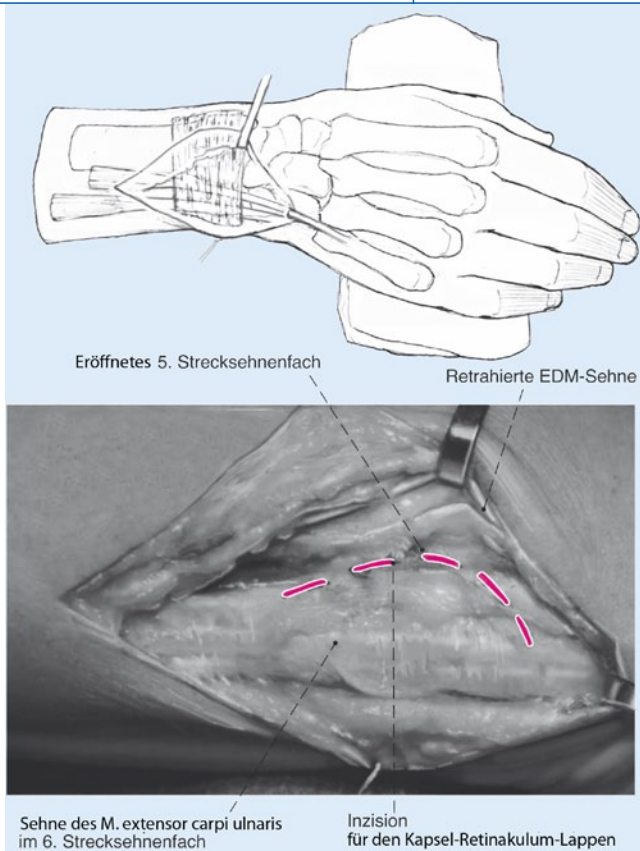 Eröffnetes 5. Strecksehnenfach
Retrahierte EDM-Sehne
Sehne des M. extensor carpi ulnaris
im 6. Strecksehnenfach
Inzision
für den Kapsel-Retinakulum-Lappen